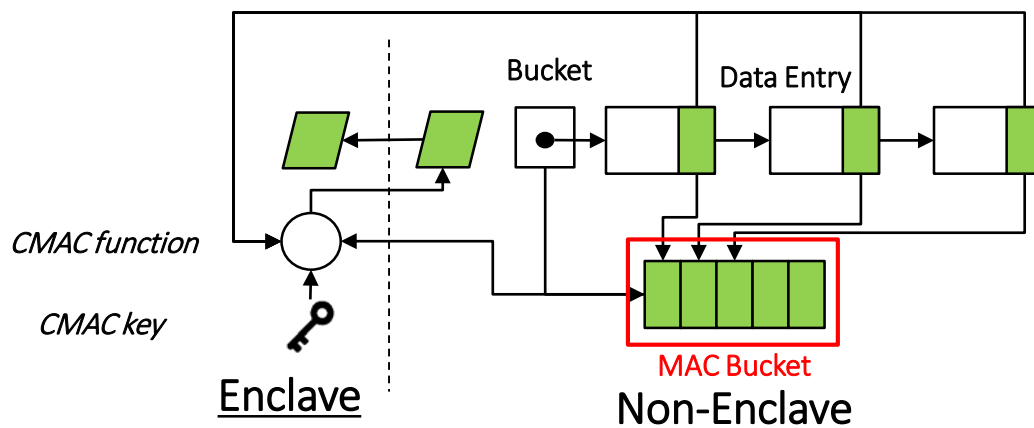 Bucket
Data Entry
CMAC function
CMAC key
MAC Bucket
Enclave
Non-Enclave